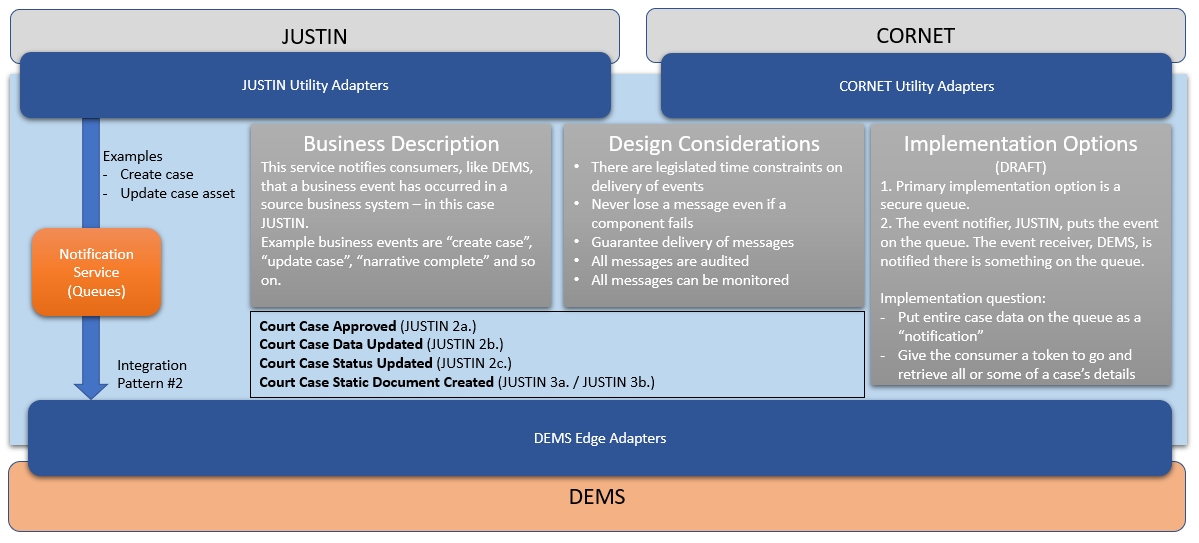 JUSTIN
CORNET
JUSTIN Utility Adapters
CORNET Utility Adapters
Examples
- Create case
- Update case asset
Notification
Service
(Queues)
Integration
Pattern #2
Business Description
This service notifies consumers, like DEMS,
that a business event has occurred in a
source business system – in this case
JUSTIN.
Example business events are “create case”,
“update case”, “narrative complete” and so
on.
Design Considerations
• There are legislated time constraints on
delivery of events
• Never lose a message even if a
component fails
• Guarantee delivery of messages
• All messages are audited
• All messages can be monitored
Implementation Options
(DRAFT)
1. Primary implementation option is a
secure queue.
2. The event notifier, JUSTIN, puts the event
on the queue. The event receiver, DEMS, is
notified there is something on the queue.
Implementation question:
- Put entire case data on the queue as a
“notification”
- Give the consumer a token to go and
retrieve all or some of a case’s details
Court Case Approved (JUSTIN 2a.)
Court Case Data Updated (JUSTIN 2b.)
Court Case Status Updated (JUSTIN 2c.)
Court Case Static Document Created (JUSTIN 3a. / JUSTIN 3b.)
DEMS Edge Adapters
DEMS